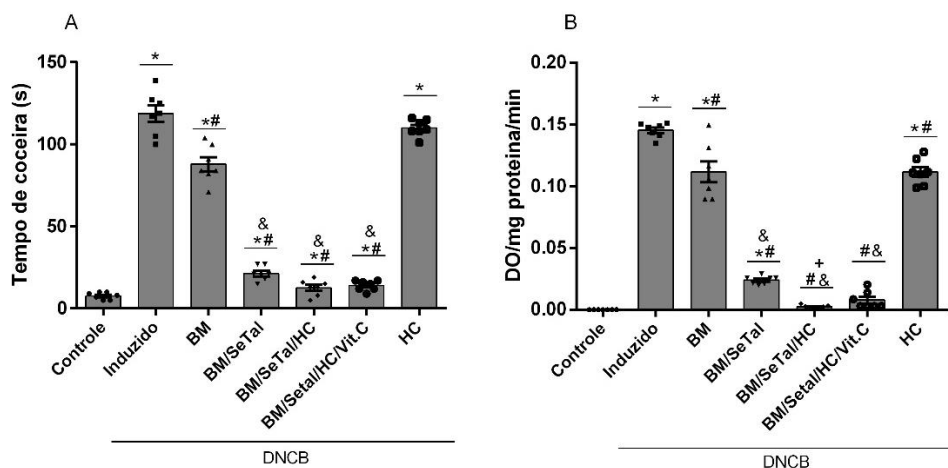 A
Tempo de coceira (s)
150
100
50
0
*
*#
&
*#
&
*#
&
*#
*
Controle
Induzido
BM
BM/SeTal
BM/SeTal/HC
BM/Setal/HC/Vit.C
HC
DNCB
B
DO/mg proteina/min
0.20
0.15
0.10
0.05
0.00
*
*#
&
*#
+
#&
#&
*#
Controle
Induzido
BM
BM/SeTal
BM/SeTal/HC
BM/Setal/HC/Vit.C
HC
DNCB